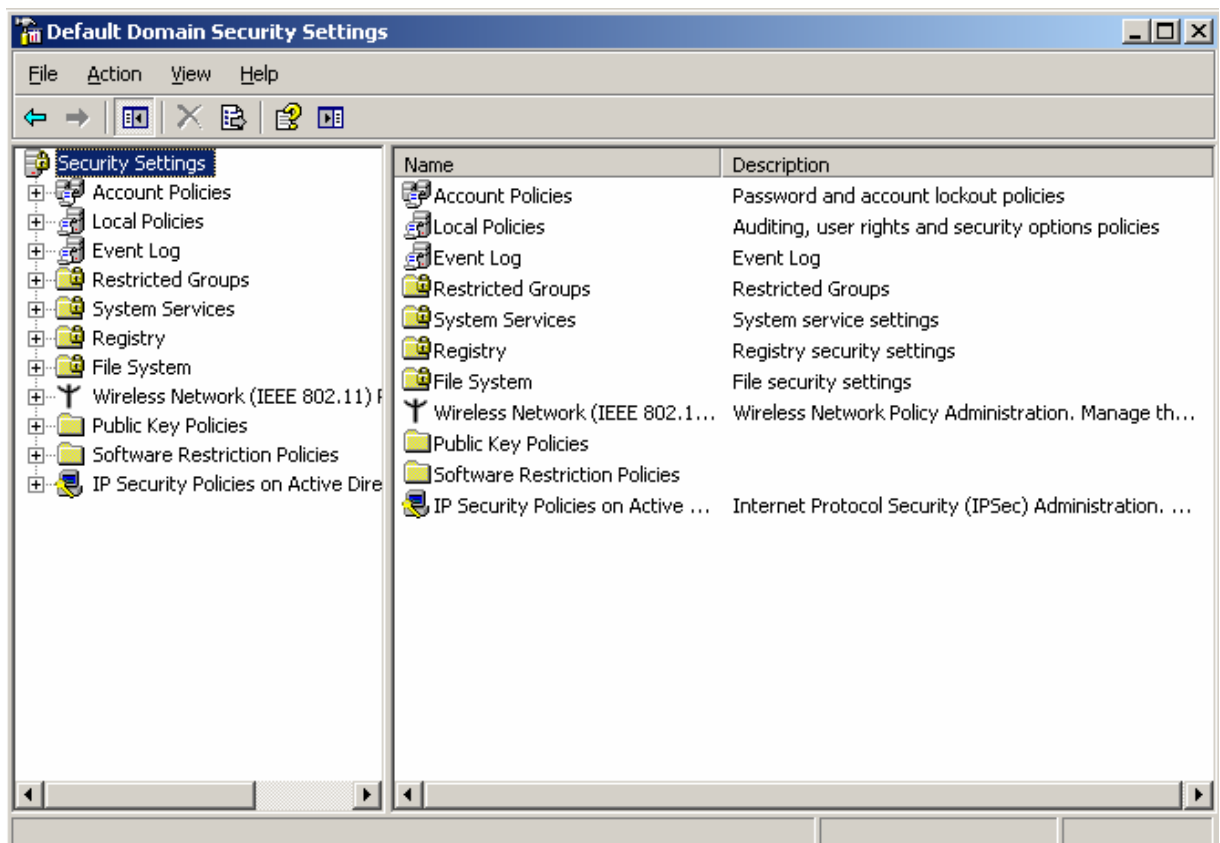 Default Domain Security Settings
File Action View Help
Security Settings
Account Policies
Local Policies
Event Log
Restricted Groups
System Services
Registry
File System
Wireless Network (IEEE 802.11) P
Public Key Policies
Software Restriction Policies
IP Security Policies on Active Dire
Name Description
Account Policies Password and account lockout policies
Local Policies Auditing, user rights and security options policies
Event Log Event Log
Restricted Groups Restricted Groups
System Services System service settings
Registry Registry security settings
File System File security settings
Wireless Network (IEEE 802.1... Wireless Network Policy Administration. Manage th...
Public Key Policies
Software Restriction Policies
IP Security Policies on Active ... Internet Protocol Security (IPSec) Administration. ...